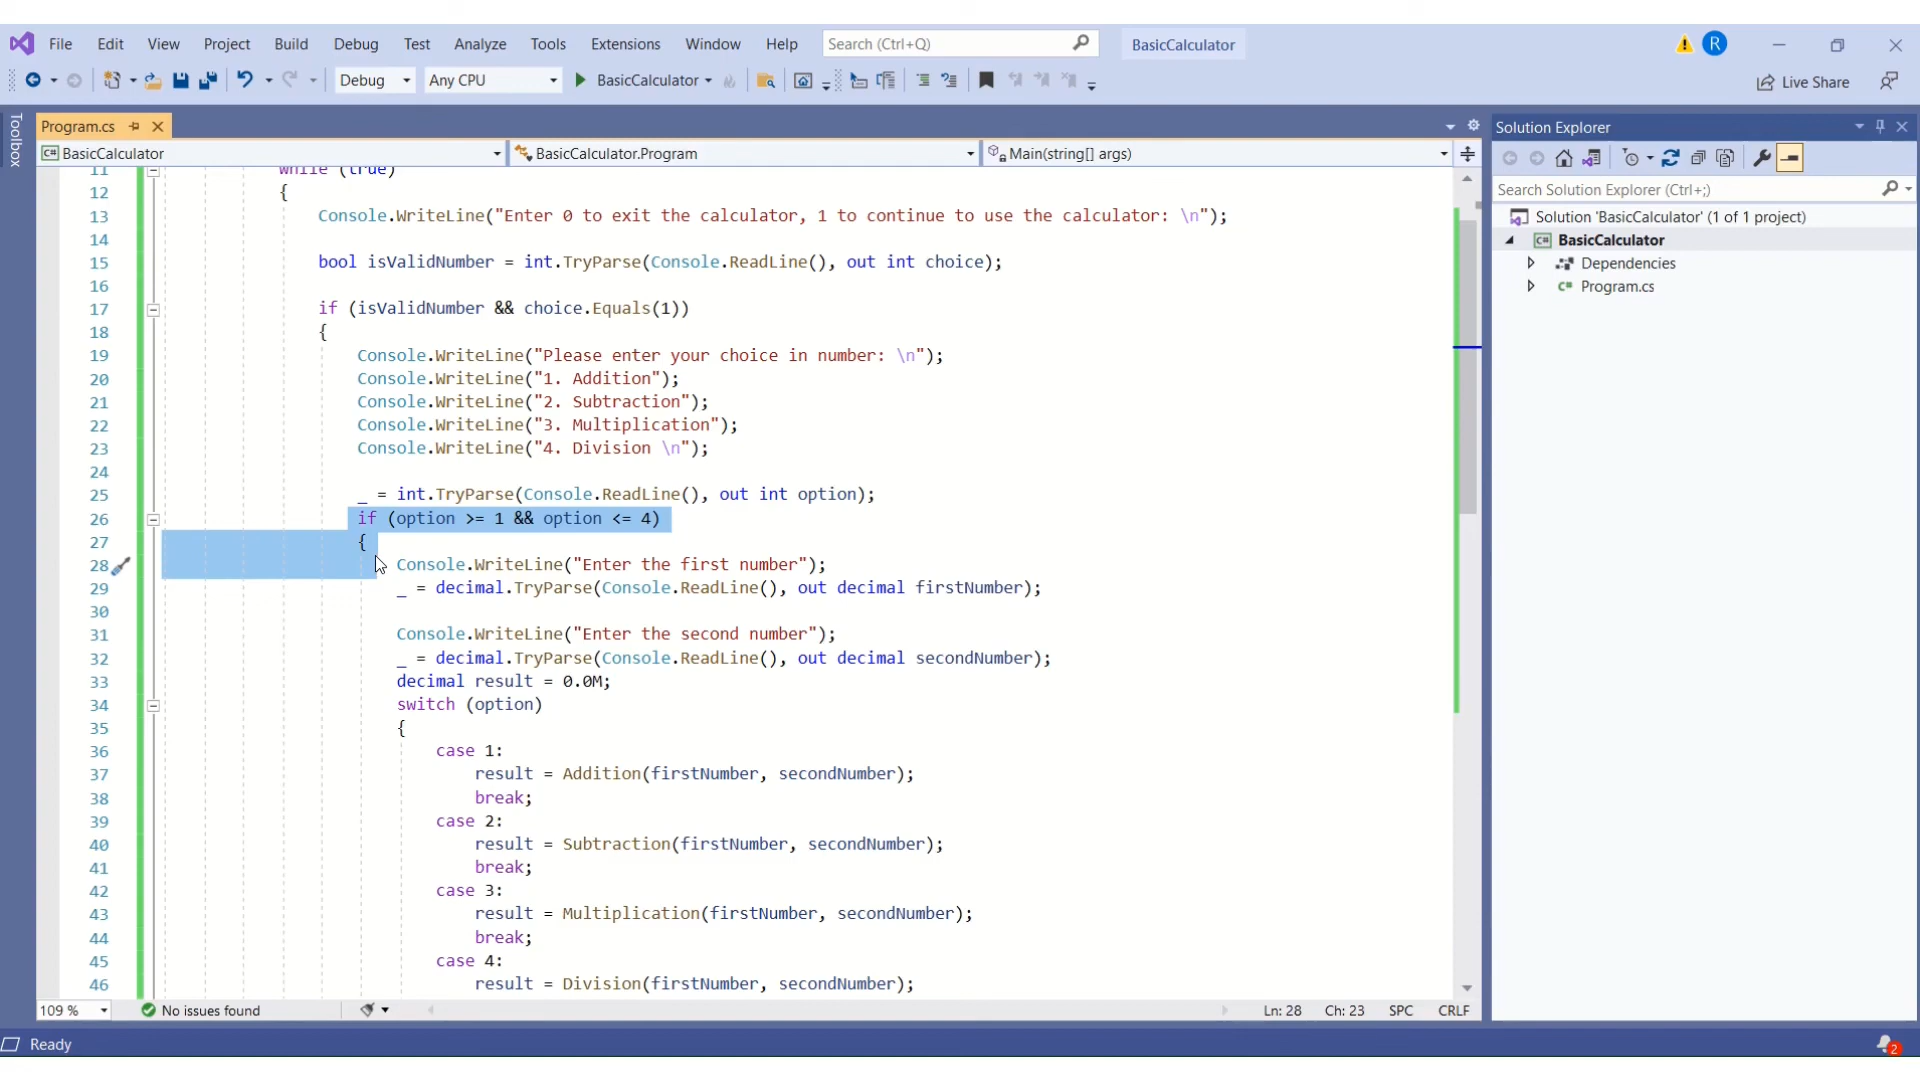 File Edit View Project Build Debug Test Analyze Tools Extensions Window Help Search (Ctrl+Q) BasicCalculator R
Debug Any CPU BasicCalculator Live Share
Toolbox
Program.cs
BasicCalculator BasicCalculator.Program Main(string[] args)
11 while (true)
12 {
13 Console.WriteLine("Enter 0 to exit the calculator, 1 to continue to use the calculator: \n");
14
15 bool isValidNumber = int.TryParse(Console.ReadLine(), out int choice);
16
17 if (isValidNumber && choice.Equals(1))
18 {
19 Console.WriteLine("Please enter your choice in number: \n");
20 Console.WriteLine("1. Addition");
21 Console.WriteLine("2. Subtraction");
22 Console.WriteLine("3. Multiplication");
23 Console.WriteLine("4. Division \n");
24
25 _ = int.TryParse(Console.ReadLine(), out int option);
26 if (option >= 1 && option <= 4)
27 {
28 Console.WriteLine("Enter the first number");
29 _ = decimal.TryParse(Console.ReadLine(), out decimal firstNumber);
30
31 Console.WriteLine("Enter the second number");
32 _ = decimal.TryParse(Console.ReadLine(), out decimal secondNumber);
33 decimal result = 0.0M;
34 switch (option)
35 {
36 case 1:
37 result = Addition(firstNumber, secondNumber);
38 break;
39 case 2:
40 result = Subtraction(firstNumber, secondNumber);
41 break;
42 case 3:
43 result = Multiplication(firstNumber, secondNumber);
44 break;
45 case 4:
46 result = Division(firstNumber, secondNumber);
109 % No issues found Ln: 28 Ch: 23 SPC CRLF
Solution Explorer
Search Solution Explorer (Ctrl+;)
Solution 'BasicCalculator' (1 of 1 project)
C# BasicCalculator
Dependencies
C# Program.cs
Ready 2